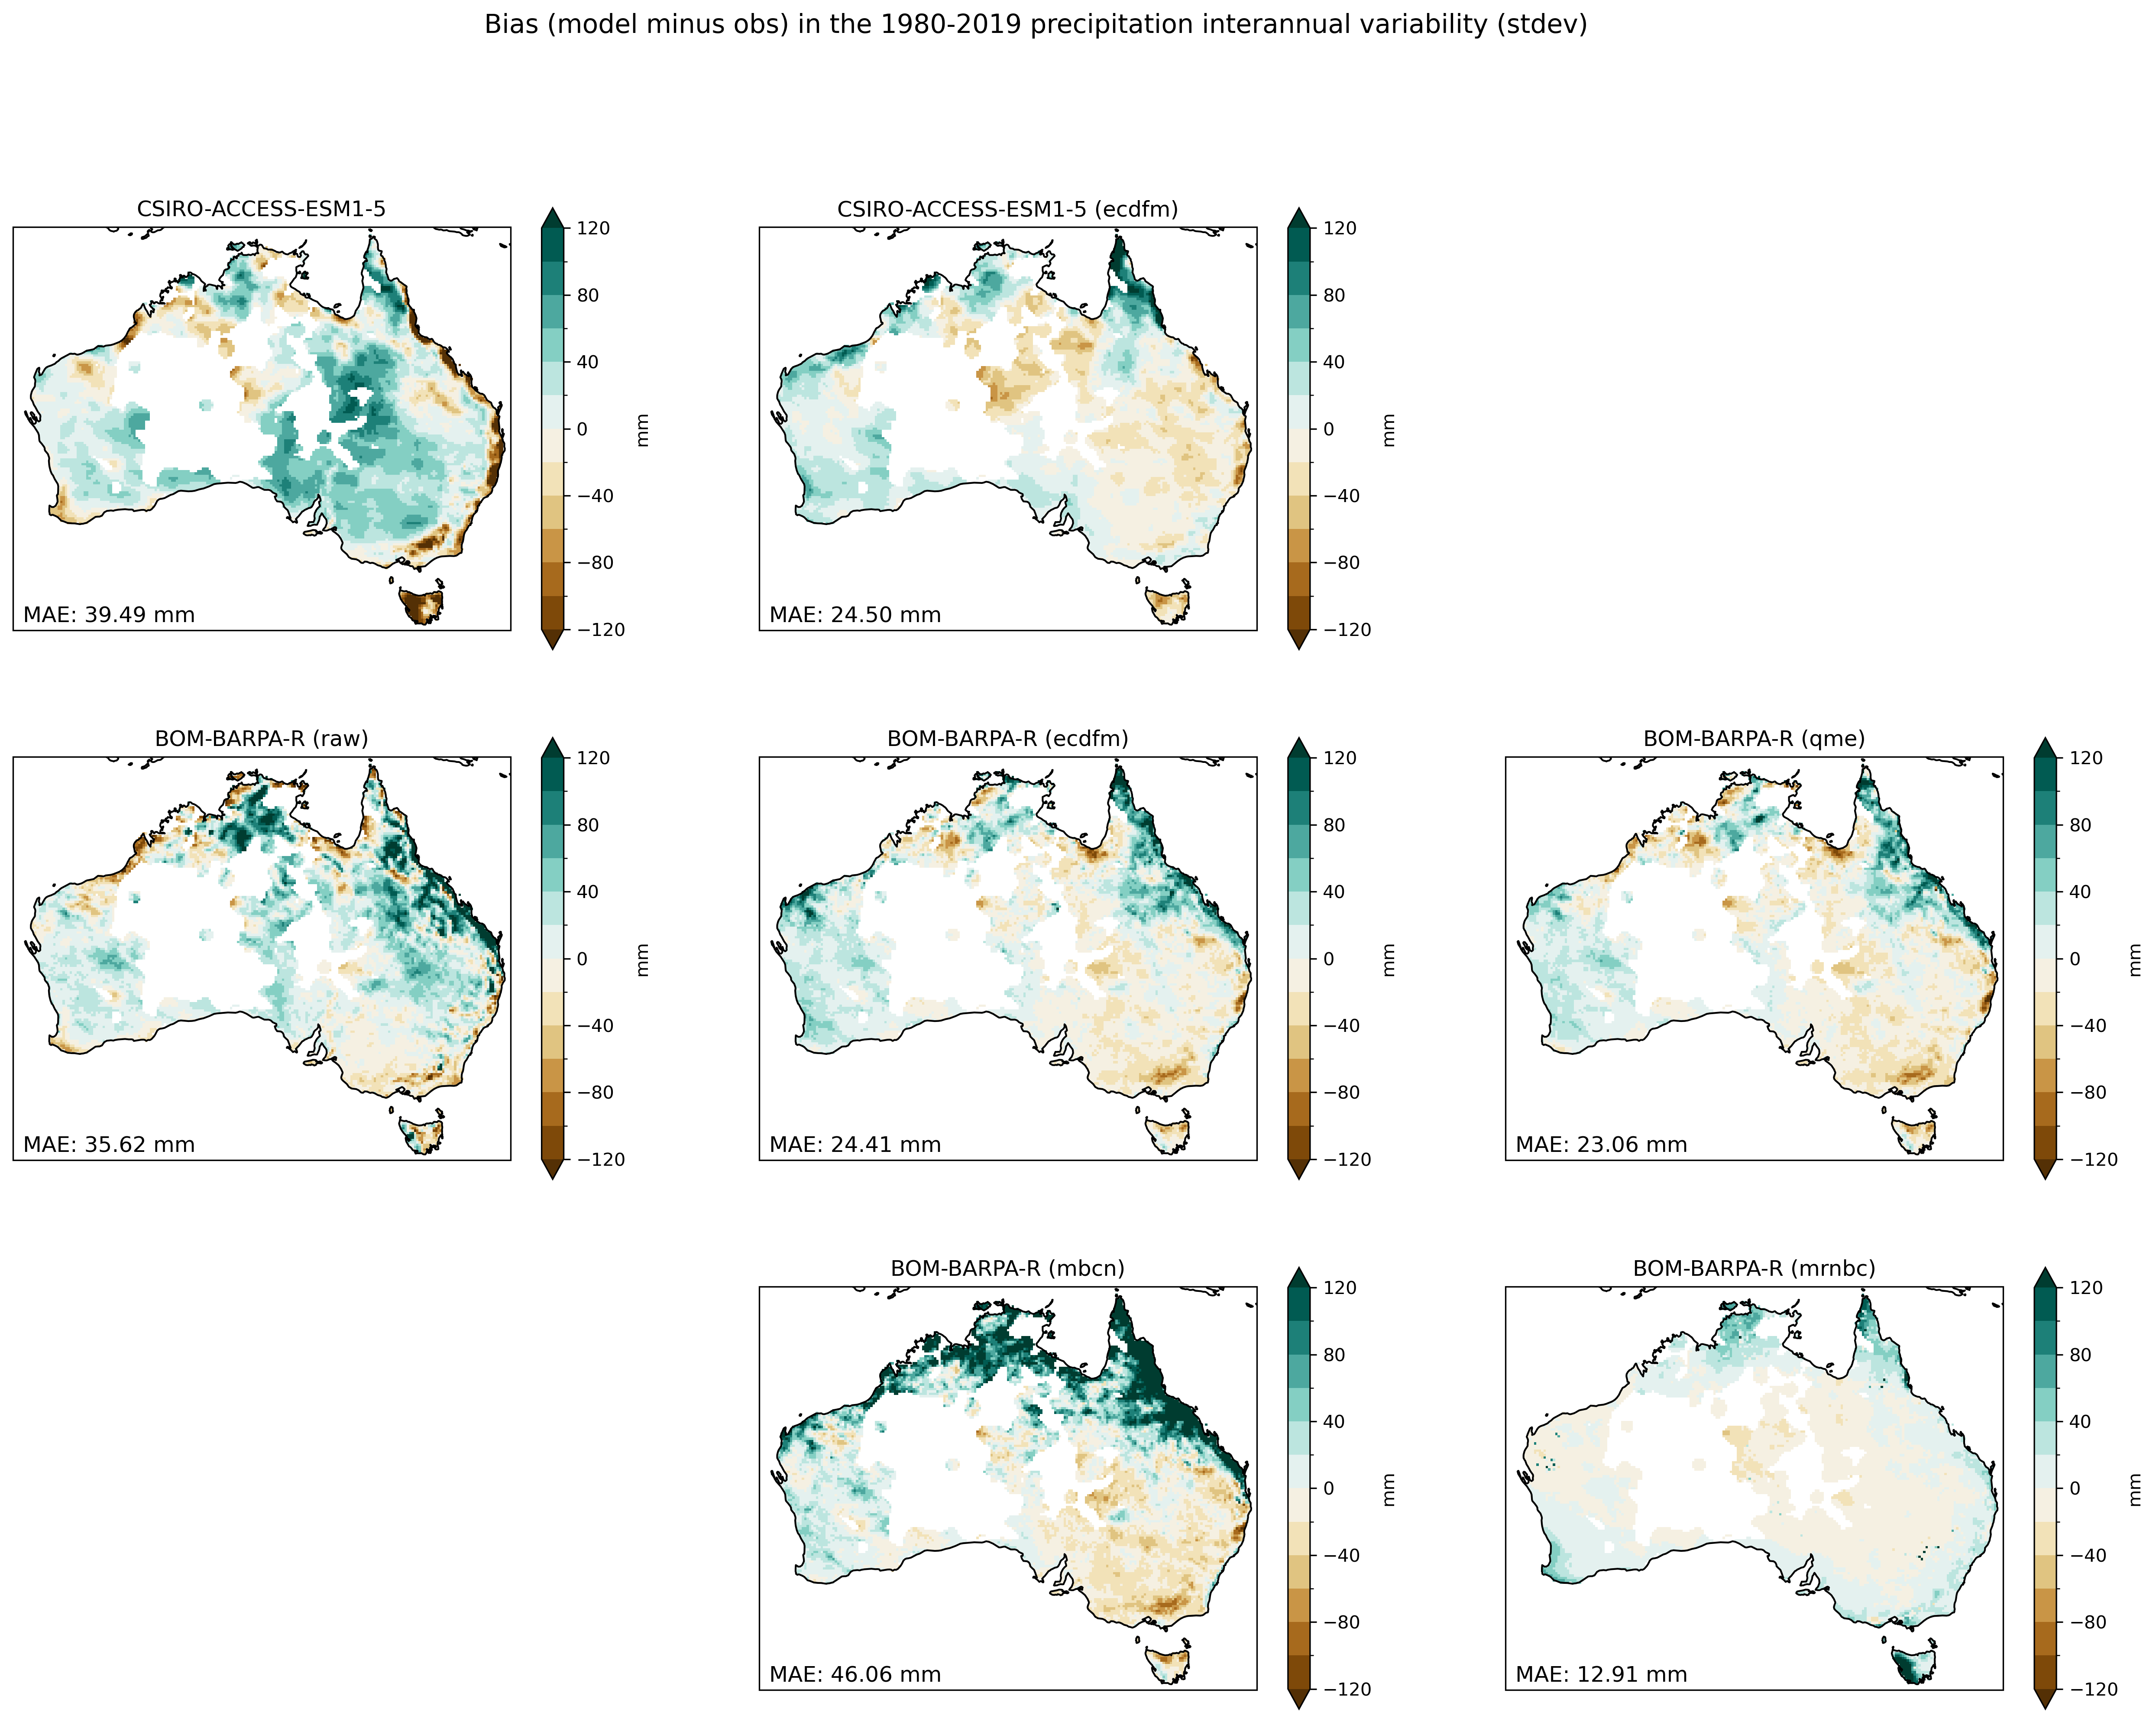 Bias (model minus obs) in the 1980-2019 precipitation interannual variability (stdev)
CSIRO-ACCESS-ESM1-5
120
80
40
0
−40
−80
−120
mm
MAE: 39.49 mm
CSIRO-ACCESS-ESM1-5 (ecdfm)
120
80
40
0
−40
−80
−120
mm
MAE: 24.50 mm
BOM-BARPA-R (raw)
120
80
40
0
−40
−80
−120
mm
MAE: 35.62 mm
BOM-BARPA-R (ecdfm)
120
80
40
0
−40
−80
−120
mm
MAE: 24.41 mm
BOM-BARPA-R (qme)
120
80
40
0
−40
−80
−120
mm
MAE: 23.06 mm
BOM-BARPA-R (mbcn)
120
80
40
0
−40
−80
−120
mm
MAE: 46.06 mm
BOM-BARPA-R (mrnbc)
120
80
40
0
−40
−80
−120
mm
MAE: 12.91 mm